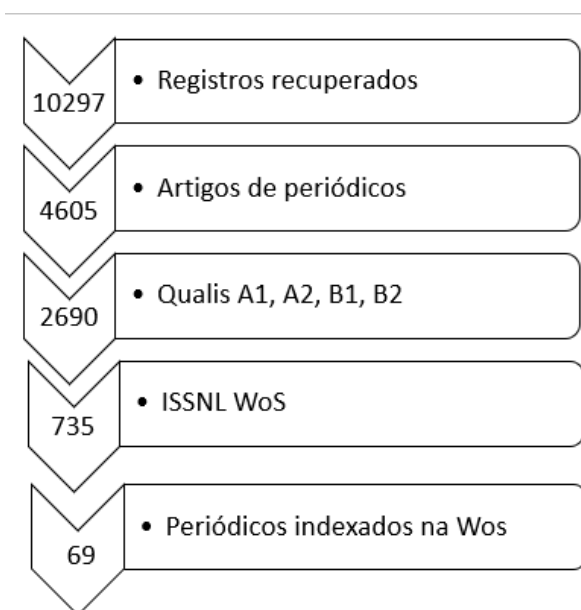 10297
• Registros recuperados
4605
• Artigos de periódicos
2690
• Qualis A1, A2, B1, B2
735
• ISSNL WoS
69
• Periódicos indexados na Wos